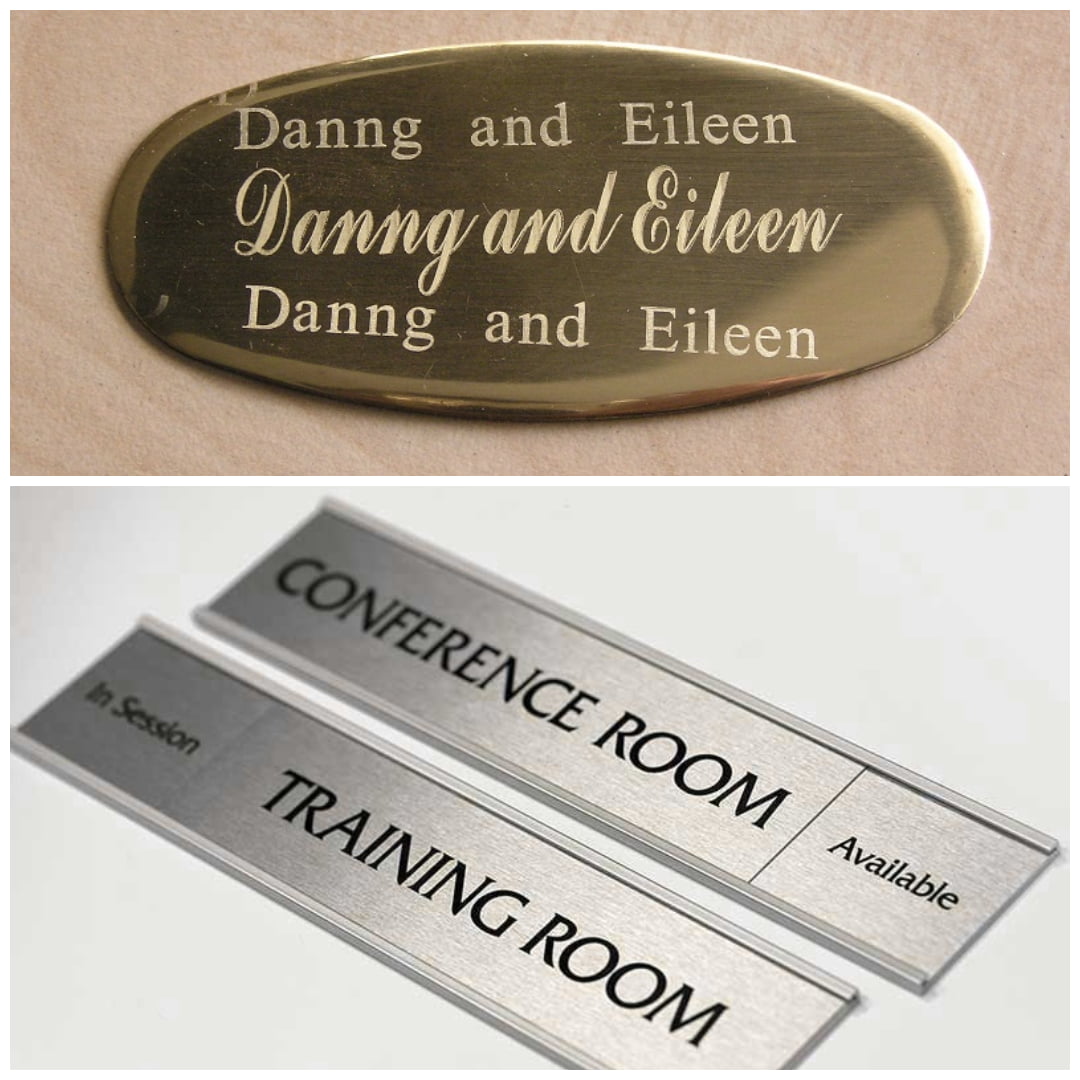 Danng and Eileen
Danng and Eileen
Danng and Eileen
CONFERENCE ROOM
Available
In Session
TRAINING ROOM